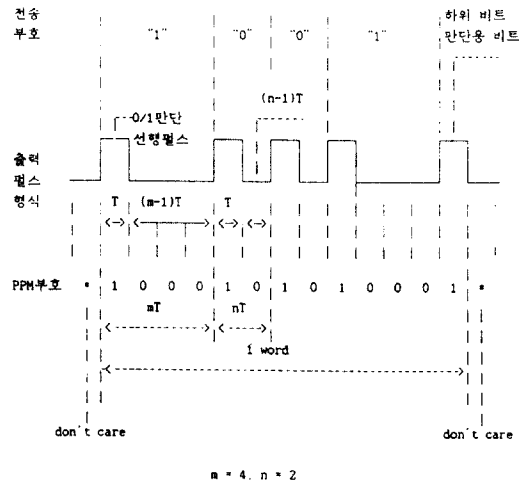 전송
부호
"1" "0" "0" "1"
하위 비트
만단용 비트
0/1만단
선행펄스
(n-1)T
출력
펄스
형식
T (m-1)T T
PPM부호 * 1 0 0 0 1 0 1 0 1 0 0 0 1 *
mT nT
1 word
don't care don't care
m = 4. n = 2